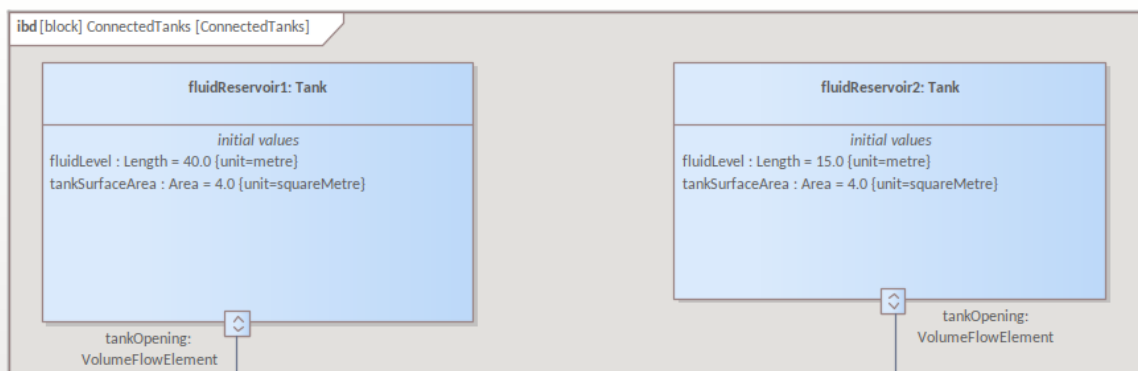 ibd [block] ConnectedTanks [ConnectedTanks]
fluidReservoir1: Tank
initial values
fluidLevel : Length = 40.0 {unit=metre}
tankSurfaceArea : Area = 4.0 {unit=squareMetre}
tankOpening:
VolumeFlowElement
fluidReservoir2: Tank
initial values
fluidLevel : Length = 15.0 {unit=metre}
tankSurfaceArea : Area = 4.0 {unit=squareMetre}
tankOpening:
VolumeFlowElement